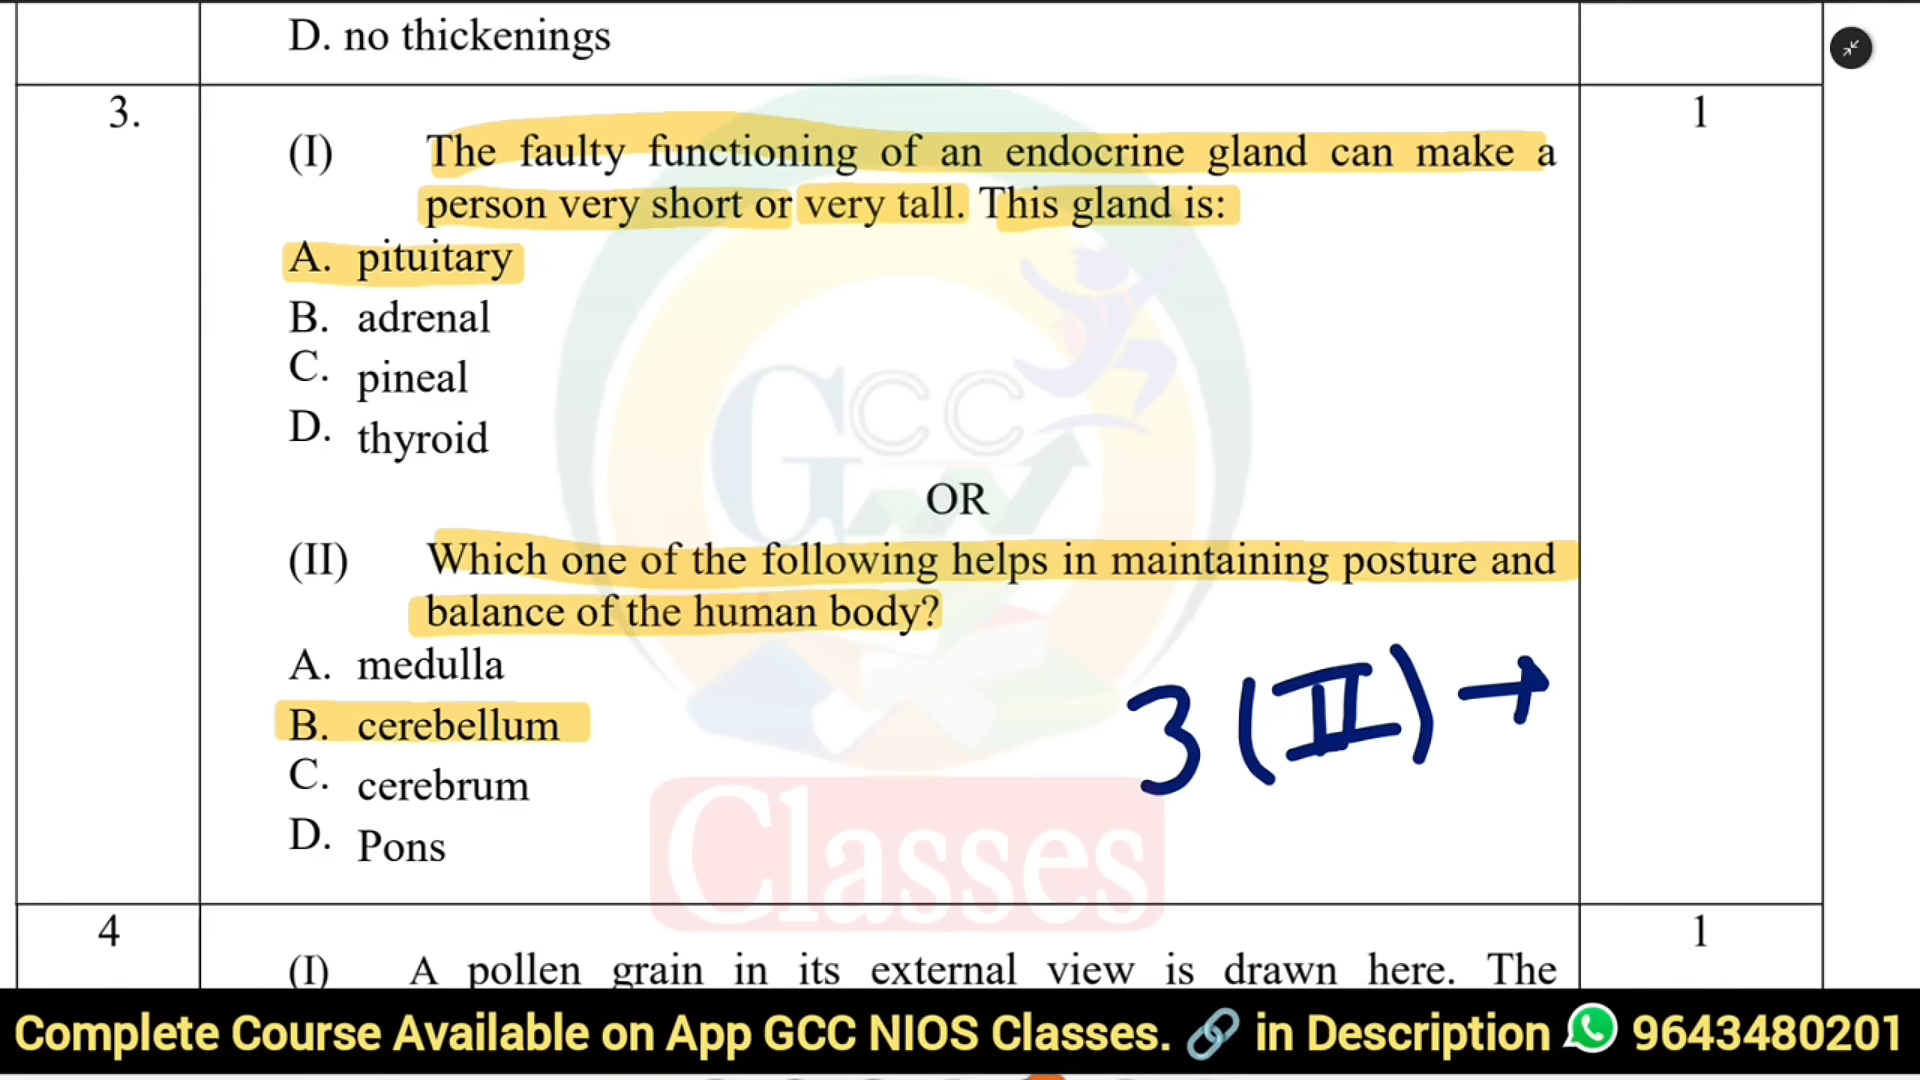 D. no thickenings
3.
1
(I) The faulty functioning of an endocrine gland can make a
person very short or very tall. This gland is:
A. pituitary
B. adrenal
C. pineal
D. thyroid
OR
(II) Which one of the following helps in maintaining posture and
balance of the human body?
A. medulla
B. cerebellum
C. cerebrum
D. Pons
3 (II) →
GCC
Classes
4
1
(I) A pollen grain in its external view is drawn here. The
Complete Course Available on App GCC NIOS Classes. 🔗 in Description 9643480201